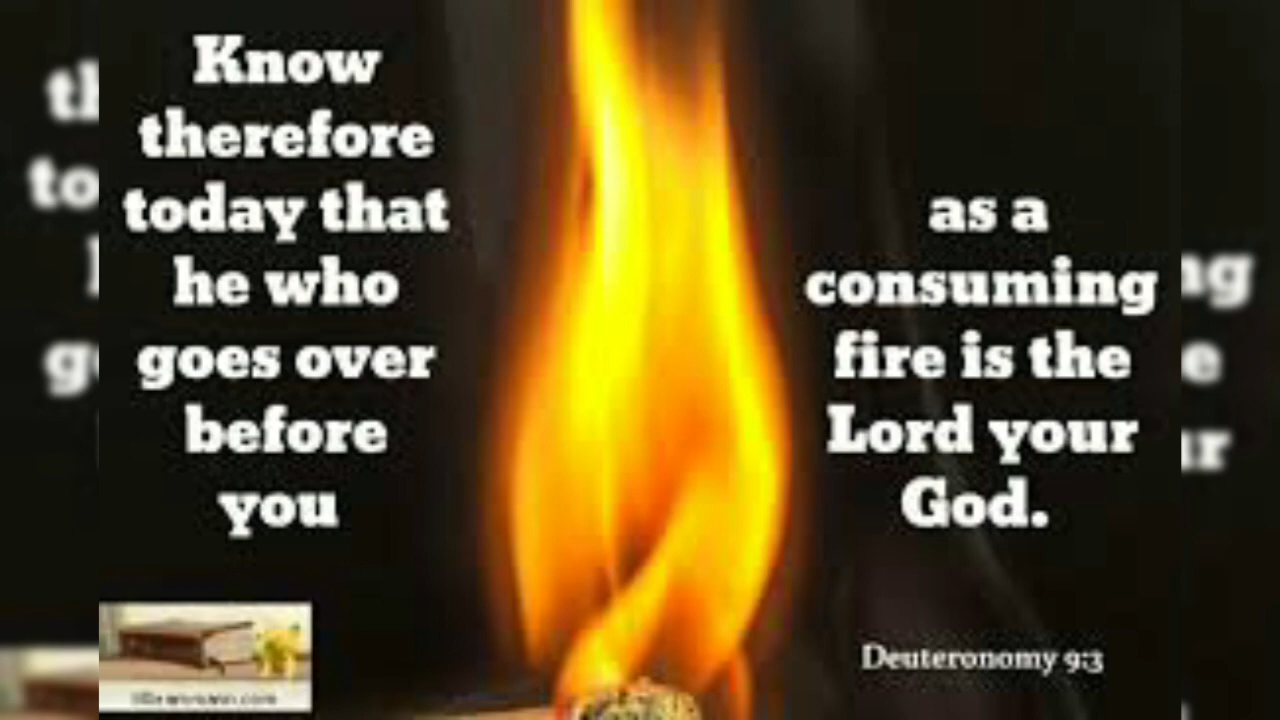 Know
therefore
today that
he who
goes over
before
you
as a
consuming
fire is the
Lord your
God.
Deuteronomy 9:3